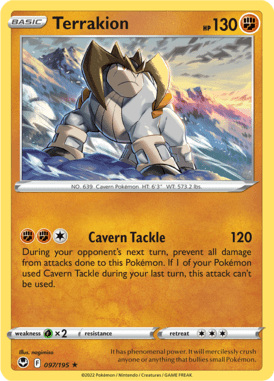 BASIC Terrakion HP 130
NO. 639 Cavern Pokémon HT: 6'3" WT: 573.2 lbs.
Cavern Tackle 120
During your opponent's next turn, prevent all damage
from attacks done to this Pokémon. If 1 of your Pokémon
used Cavern Tackle during your last turn, this attack can't
be used.
weakness ×2 resistance retreat
Illus. nagimiso
F 097/195 ★
It has phenomenal power. It will mercilessly crush
anyone or anything that bullies small Pokémon.
©2022 Pokémon / Nintendo / Creatures / GAME FREAK